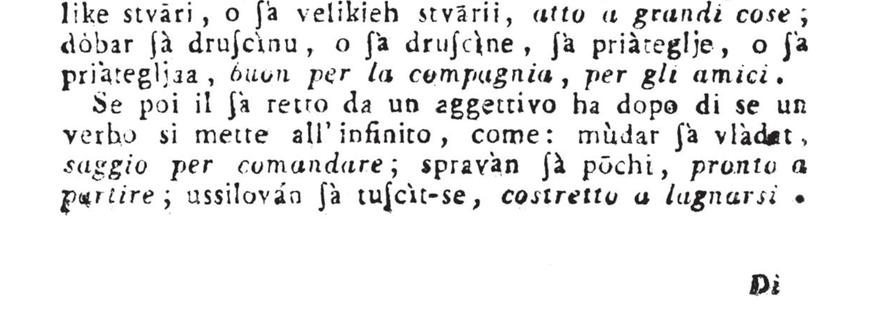 like stvāri, o ſà velikieh stvārii, atto a grandi cose;
dòbar ſà druſcìnu, o ſà druſcìne, ſà priàteglje, o ſà
priàtegljaa, buon per la compagnia, per gli amici.
Se poi il ſà retto da un aggettivo ha dopo di se un
verbo si mette all' infinito, come: mùdar ſà vlàdat,
saggio per comandare; spravàn ſà pōchi, pronto a
partire; ussilován ſà tuſcìt-se, costretto a lagnarsi.
Di